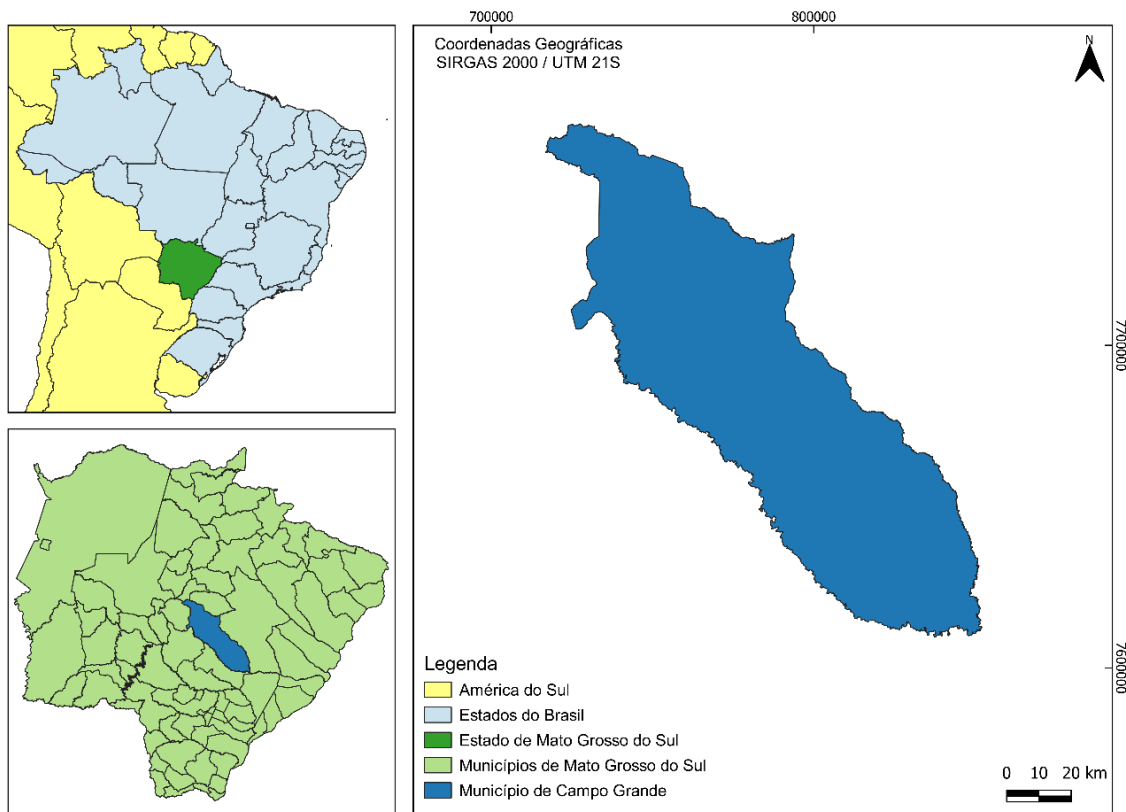 700000
800000
Coordenadas Geográficas
SIRGAS 2000 / UTM 21S
N
7700000
7600000
Legenda
América do Sul
Estados do Brasil
Estado de Mato Grosso do Sul
Municípios de Mato Grosso do Sul
Município de Campo Grande
0 10 20 km